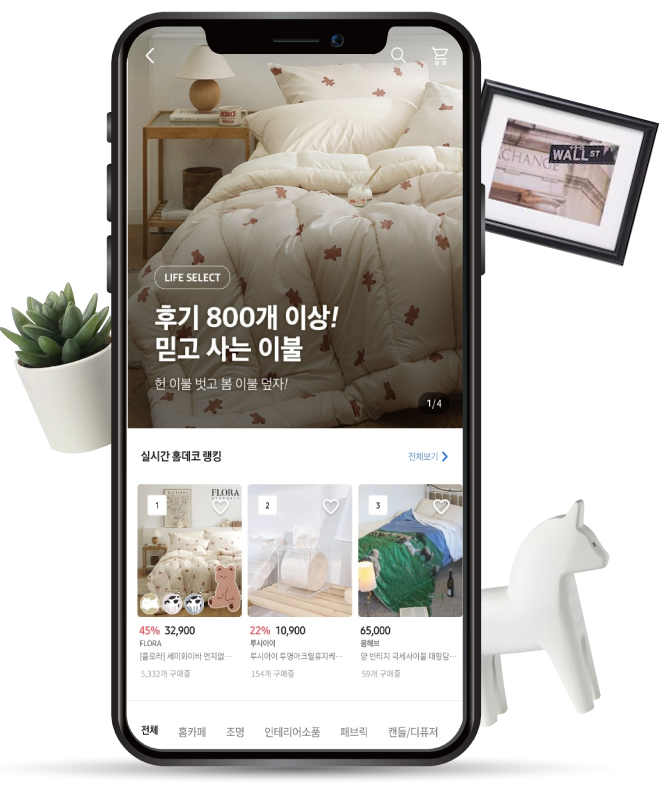 LIFE SELECT
후기 800개 이상!
믿고 사는 이불
헌 이불 벗고 봄 이불 덮자!
1/4
CHANGE
WALL ST
실시간 홈데코 랭킹
전체보기
1
FLORA
2
3
45% 32,900
FLORA
[플로라] 세미화이바 먼지없…
5,332개 구매중
22% 10,900
루시아이
루시아이 투명아크릴휴지케…
154개 구매중
65,000
몽헤브
양 빈티지 극세사이불 대형담…
59개 구매중
전체 홈카페 조명 인테리어소품 패브릭 캔들/디퓨저